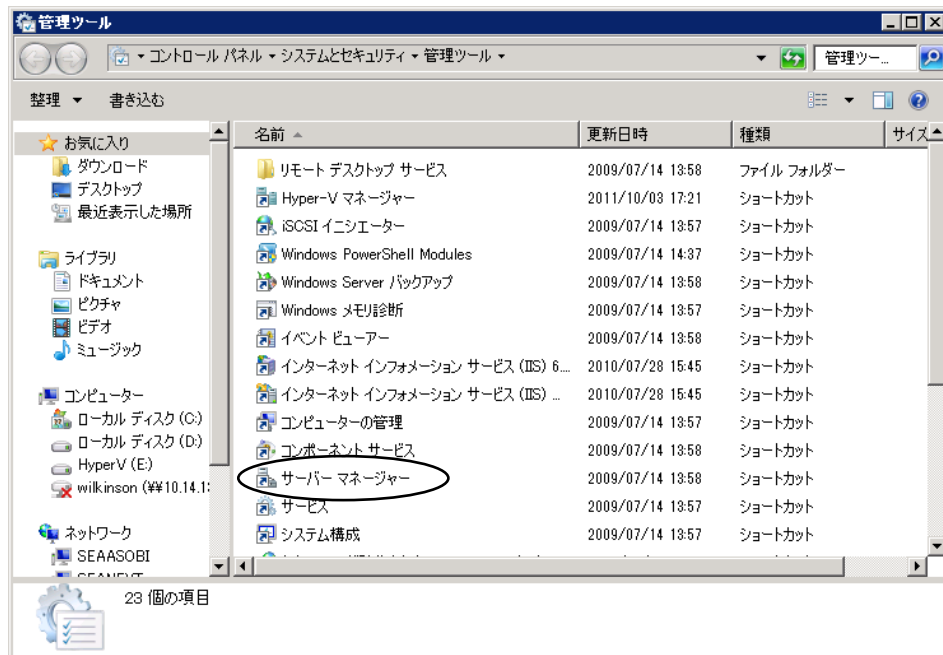 管理ツール
コントロール パネル システムとセキュリティ 管理ツール
管理ツー...
整理 書き込む
お気に入り
ダウンロード
デスクトップ
最近表示した場所
ライブラリ
ドキュメント
ピクチャ
ビデオ
ミュージック
コンピューター
ローカル ディスク (C:)
ローカル ディスク (D:)
HyperV (E:)
wilkinson (¥¥10.14.1
ネットワーク
SEAASOBI
名前 更新日時 種類 サイズ
リモート デスクトップ サービス 2009/07/14 13:58 ファイル フォルダー
Hyper-V マネージャー 2011/10/03 17:21 ショートカット
iSCSI イニシエーター 2009/07/14 13:57 ショートカット
Windows PowerShell Modules 2009/07/14 14:37 ショートカット
Windows Server バックアップ 2009/07/14 13:58 ショートカット
Windows メモリ診断 2009/07/14 13:57 ショートカット
イベント ビューアー 2009/07/14 13:58 ショートカット
インターネット インフォメーション サービス (IIS) 6.... 2010/07/28 15:45 ショートカット
インターネット インフォメーション サービス (IIS) ... 2010/07/28 15:45 ショートカット
コンピューターの管理 2009/07/14 13:57 ショートカット
コンポーネント サービス 2009/07/14 13:58 ショートカット
サーバー マネージャー 2009/07/14 13:58 ショートカット
サービス 2009/07/14 13:57 ショートカット
システム構成 2009/07/14 13:57 ショートカット
23 個の項目